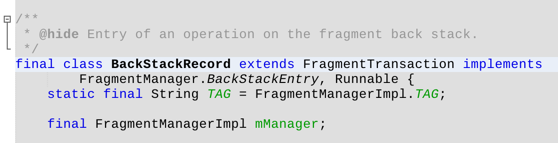 /**
 * @hide Entry of an operation on the fragment back stack.
 */
final class BackStackRecord extends FragmentTransaction implements
        FragmentManager.BackStackEntry, Runnable {
    static final String TAG = FragmentManagerImpl.TAG;

    final FragmentManagerImpl mManager;